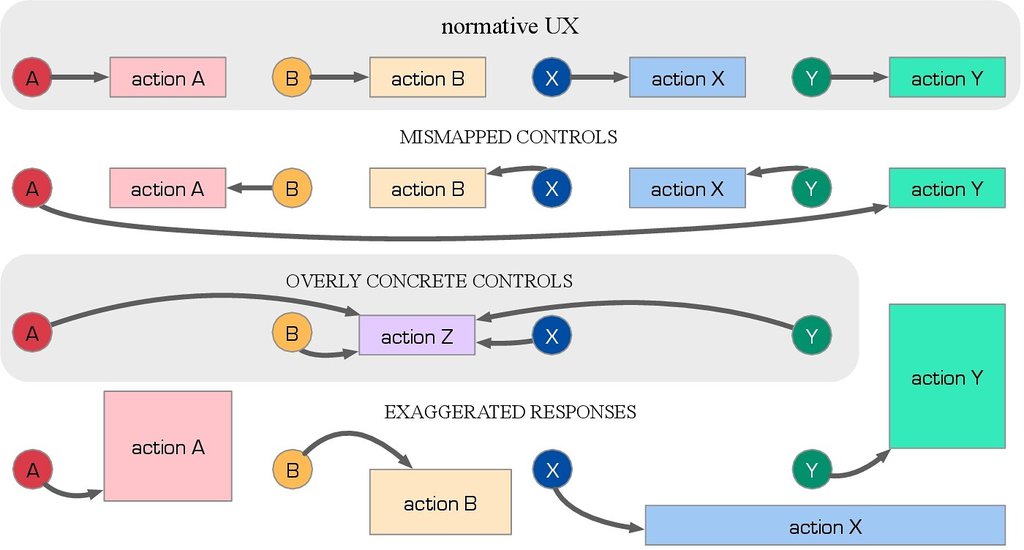 normative UX
A action A B action B X action X Y action Y
MISMAPPED CONTROLS
A action A B action B X action X Y action Y
OVERLY CONCRETE CONTROLS
A B action Z X Y
EXAGGERATED RESPONSES
A action A B action B X action X Y action Y